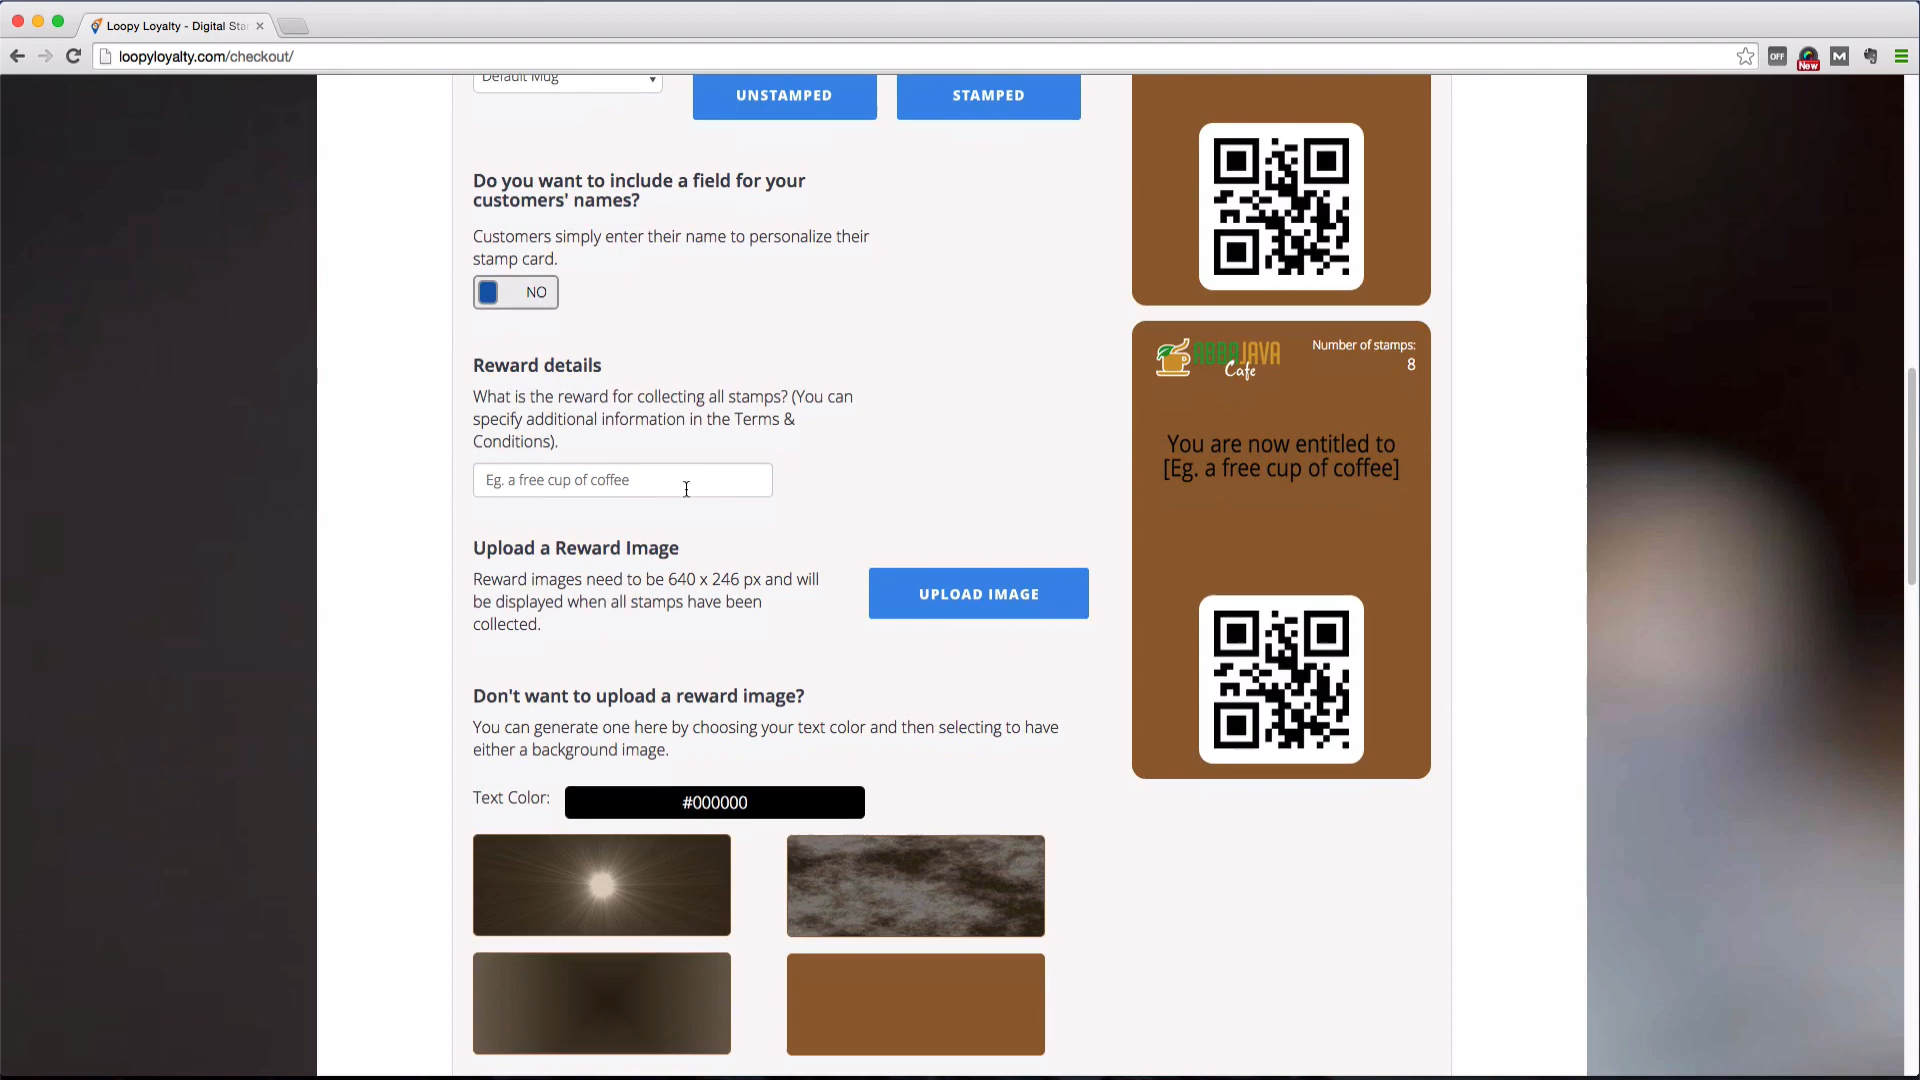 Loopy Loyalty - Digital Sta
loopyloyalty.com/checkout/
OFF
New
M
Default Mug
UNSTAMPED
STAMPED
Do you want to include a field for your
customers' names?
Customers simply enter their name to personalize their
stamp card.
NO
Reward details
What is the reward for collecting all stamps? (You can
specify additional information in the Terms &
Conditions).
Eg. a free cup of coffee
Upload a Reward Image
Reward images need to be 640 x 246 px and will
be displayed when all stamps have been
collected.
UPLOAD IMAGE
Don't want to upload a reward image?
You can generate one here by choosing your text color and then selecting to have
either a background image.
Text Color:
#000000
ABBAJAVA
Cafe
Number of stamps:
8
You are now entitled to
[Eg. a free cup of coffee]